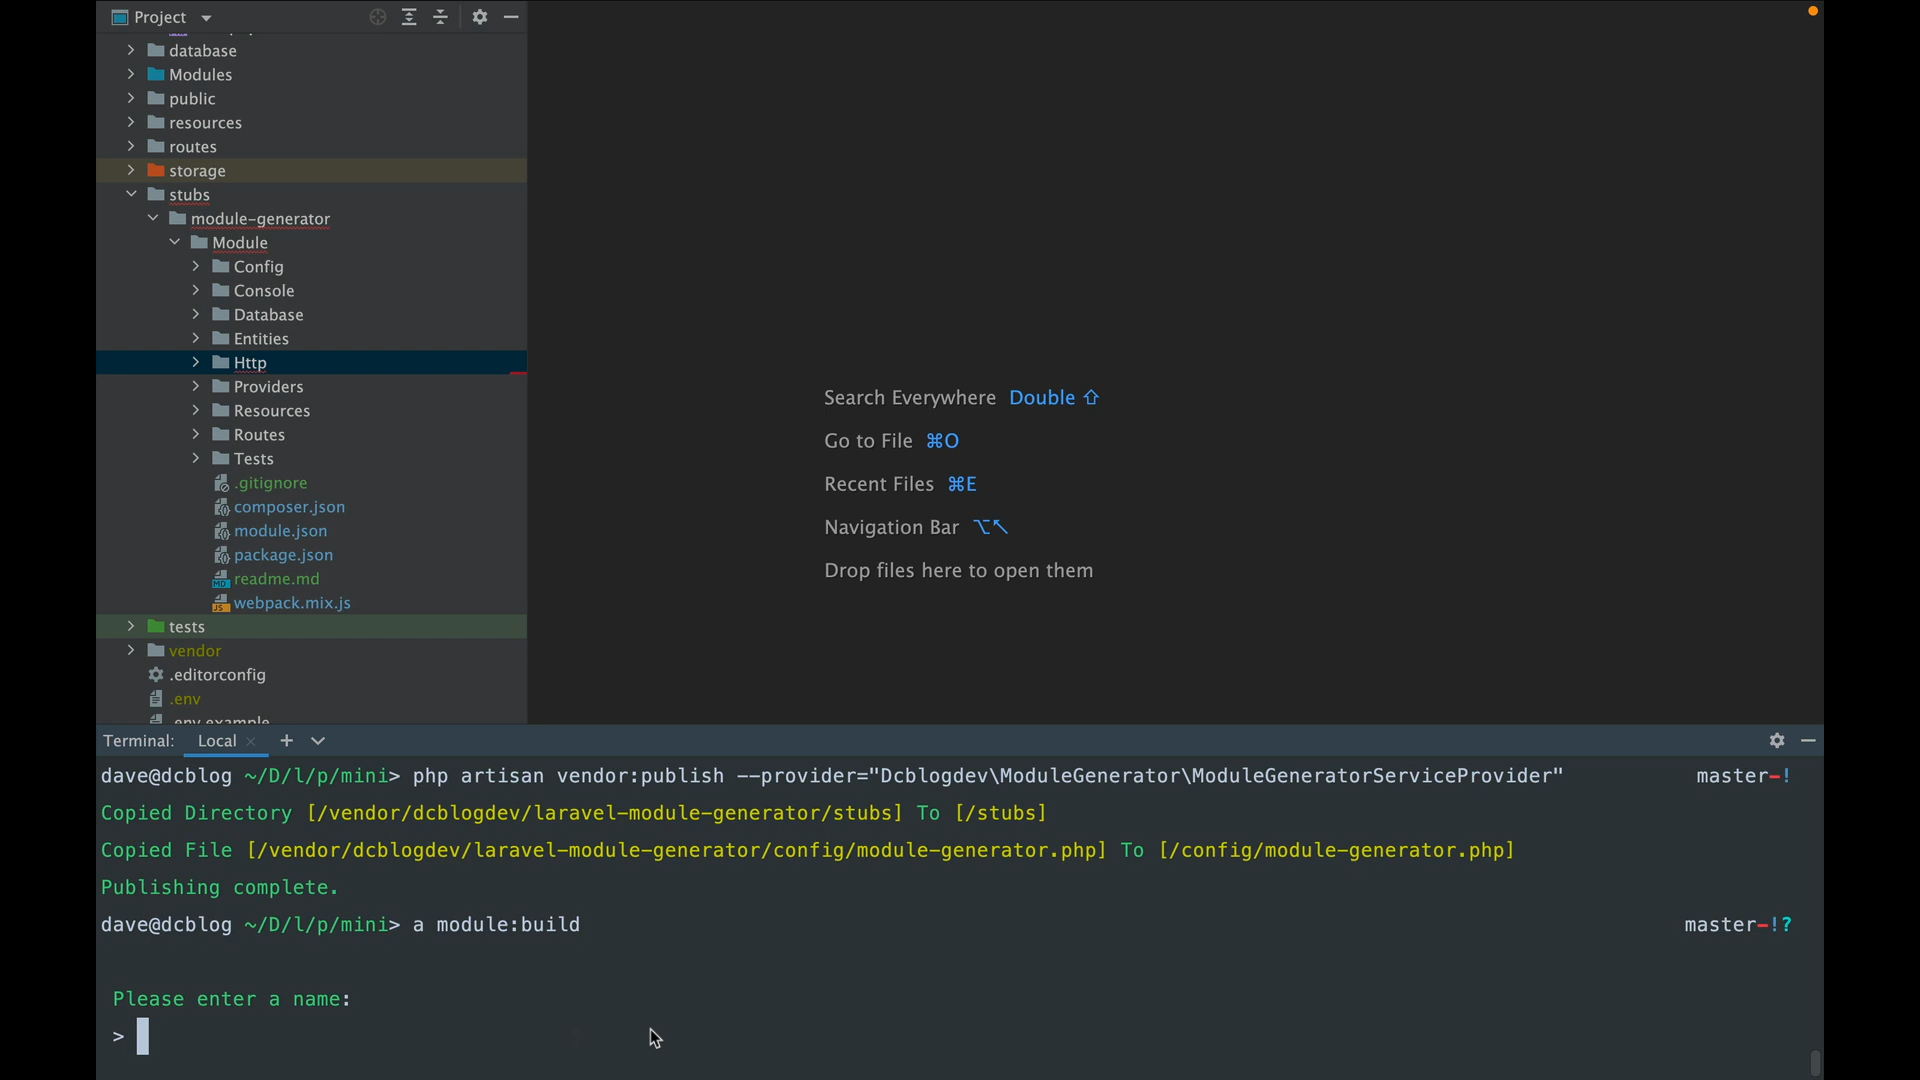 Project
database
Modules
public
resources
routes
storage
stubs
module-generator
Module
Config
Console
Database
Entities
Http
Providers
Resources
Routes
Tests
.gitignore
composer.json
module.json
package.json
readme.md
webpack.mix.js
tests
vendor
.editorconfig
.env
.env.example
Search Everywhere Double ⇧
Go to File ⌘O
Recent Files ⌘E
Navigation Bar ⌥↖
Drop files here to open them
Terminal: Local
dave@dcblog ~/D/l/p/mini> php artisan vendor:publish --provider="Dcblogdev\ModuleGenerator\ModuleGeneratorServiceProvider" master-!
Copied Directory [/vendor/dcblogdev/laravel-module-generator/stubs] To [/stubs]
Copied File [/vendor/dcblogdev/laravel-module-generator/config/module-generator.php] To [/config/module-generator.php]
Publishing complete.
dave@dcblog ~/D/l/p/mini> a module:build master-!?
Please enter a name:
>